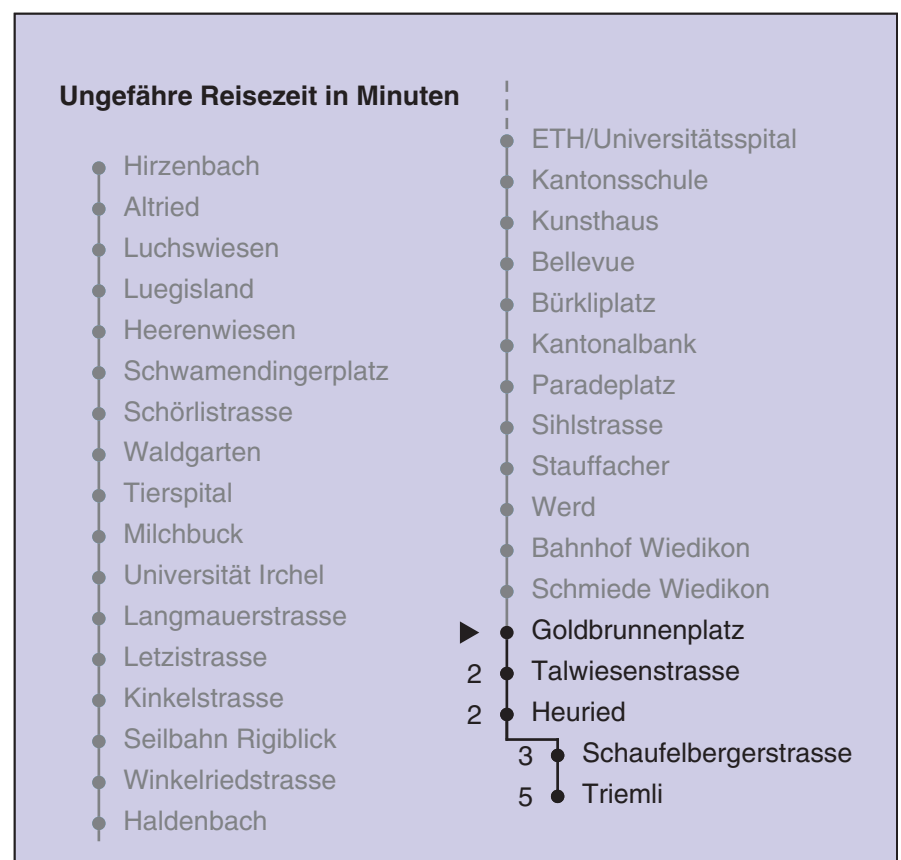 Ungefähre Reisezeit in Minuten
Hirzenbach
Altried
Luchswiesen
Luegisland
Heerenwiesen
Schwamendingerplatz
Schörlistrasse
Waldgarten
Tierspital
Milchbuck
Universität Irchel
Langmauerstrasse
Letzistrasse
Kinkelstrasse
Seilbahn Rigiblick
Winkelriedstrasse
Haldenbach
ETH/Universitätsspital
Kantonsschule
Kunsthaus
Bellevue
Bürkliplatz
Kantonalbank
Paradeplatz
Sihlstrasse
Stauffacher
Werd
Bahnhof Wiedikon
Schmiede Wiedikon
Goldbrunnenplatz
2 Talwiesenstrasse
2 Heuried
3 Schaufelbergerstrasse
5 Triemli